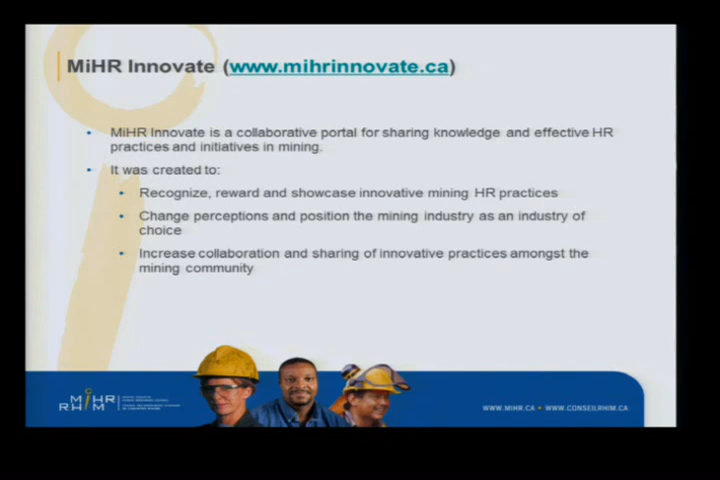 MiHR Innovate (www.mihrinnovate.ca)
• MiHR Innovate is a collaborative portal for sharing knowledge and effective HR
practices and initiatives in mining.
• It was created to:
• Recognize, reward and showcase innovative mining HR practices
• Change perceptions and position the mining industry as an industry of
choice
• Increase collaboration and sharing of innovative practices amongst the
mining community
MiHR
RHiM
WWW.MIHR.CA • WWW.CONSEILRHIM.CA